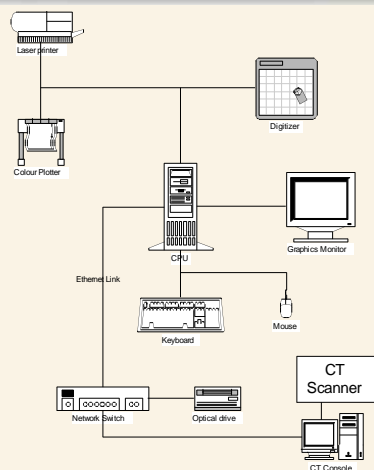 Laser printer
Digitizer
Colour Plotter
CPU
Graphics Monitor
Ethernet Link
Keyboard
Mouse
CT
Scanner
Network Switch
Optical drive
CT Console